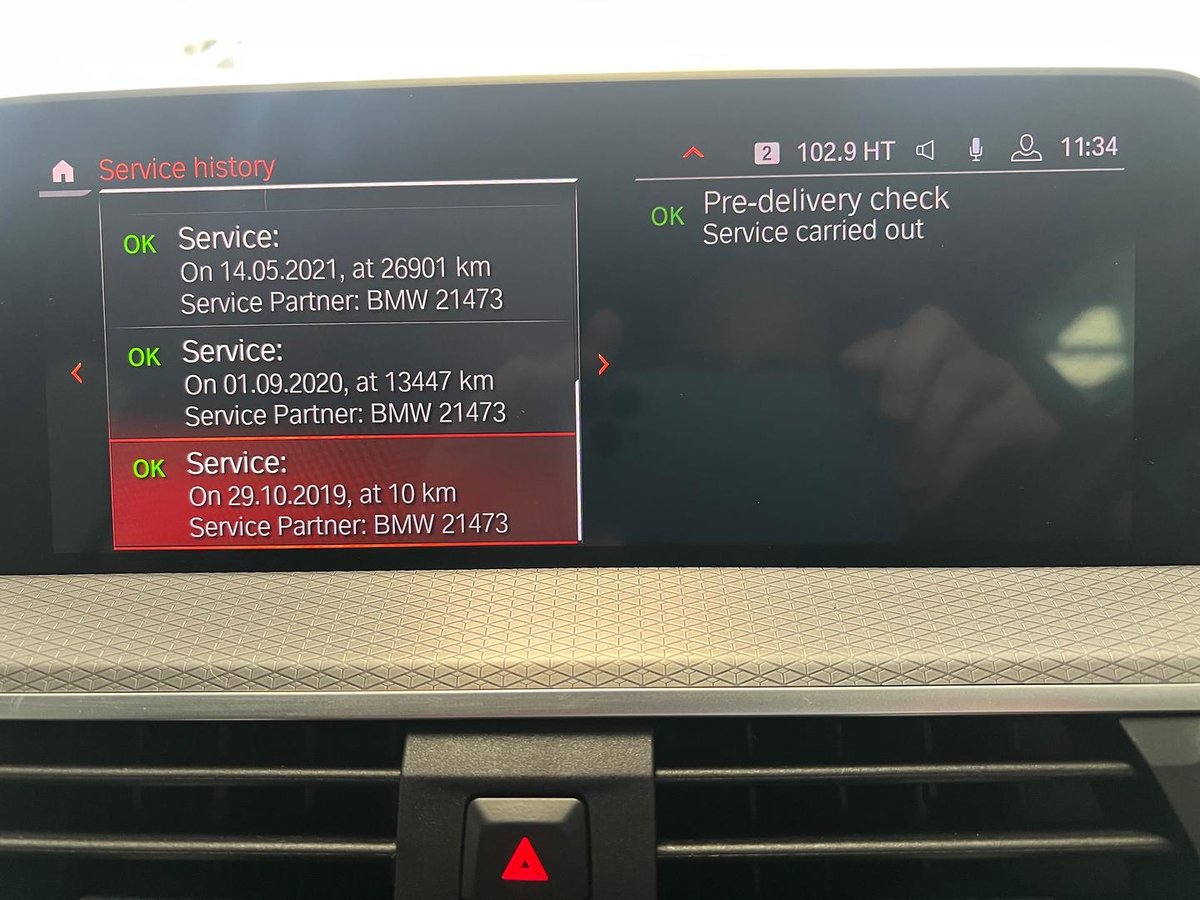 Service history
2 102.9 HT 11:34
OK Service:
On 14.05.2021, at 26901 km
Service Partner: BMW 21473
OK Service:
On 01.09.2020, at 13447 km
Service Partner: BMW 21473
OK Service:
On 29.10.2019, at 10 km
Service Partner: BMW 21473
OK Pre-delivery check
Service carried out